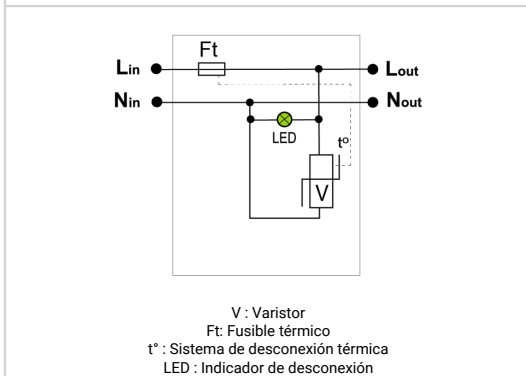 Ft
Lin Lout
Nin Nout
LED
t°
V
V : Varistor
Ft: Fusible térmico
t° : Sistema de desconexión térmica
LED : Indicador de desconexión